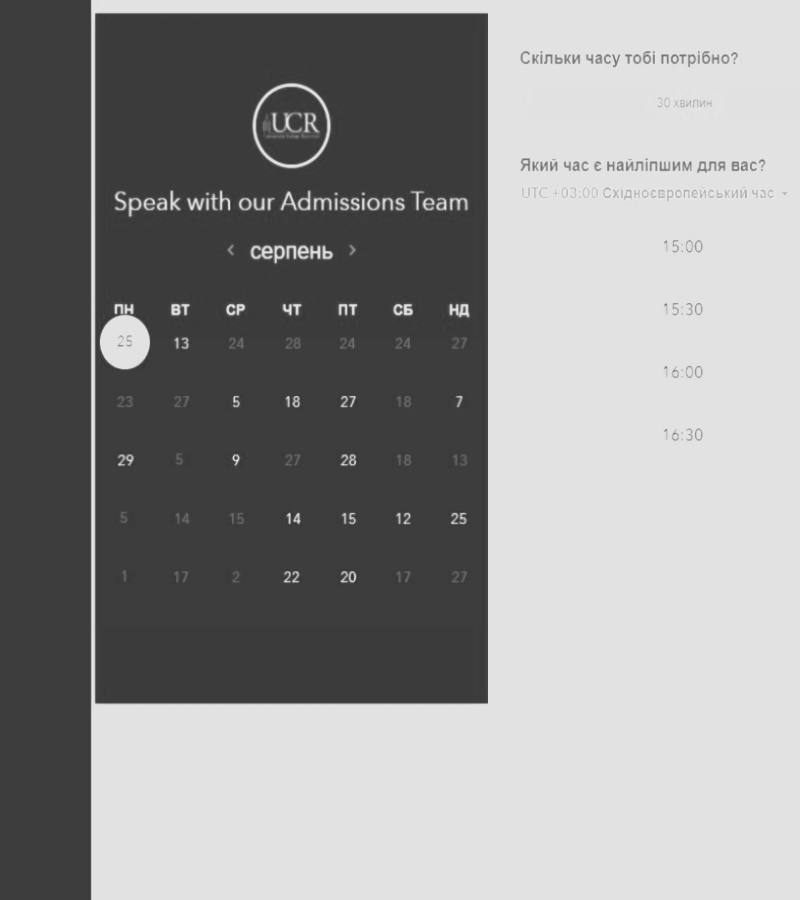 UCR
Speak with our Admissions Team
< серпень >
ПН ВТ СР ЧТ ПТ СБ НД
25 13 24 28 24 24 27
23 27 5 18 27 18 7
29 5 9 27 28 18 13
5 14 15 14 15 12 25
1 17 2 22 20 17 27
Скільки часу тобі потрібно?
30 хвилин
Який час є найліпшим для вас?
UTC +03:00 Східноєвропейський час
15:00
15:30
16:00
16:30